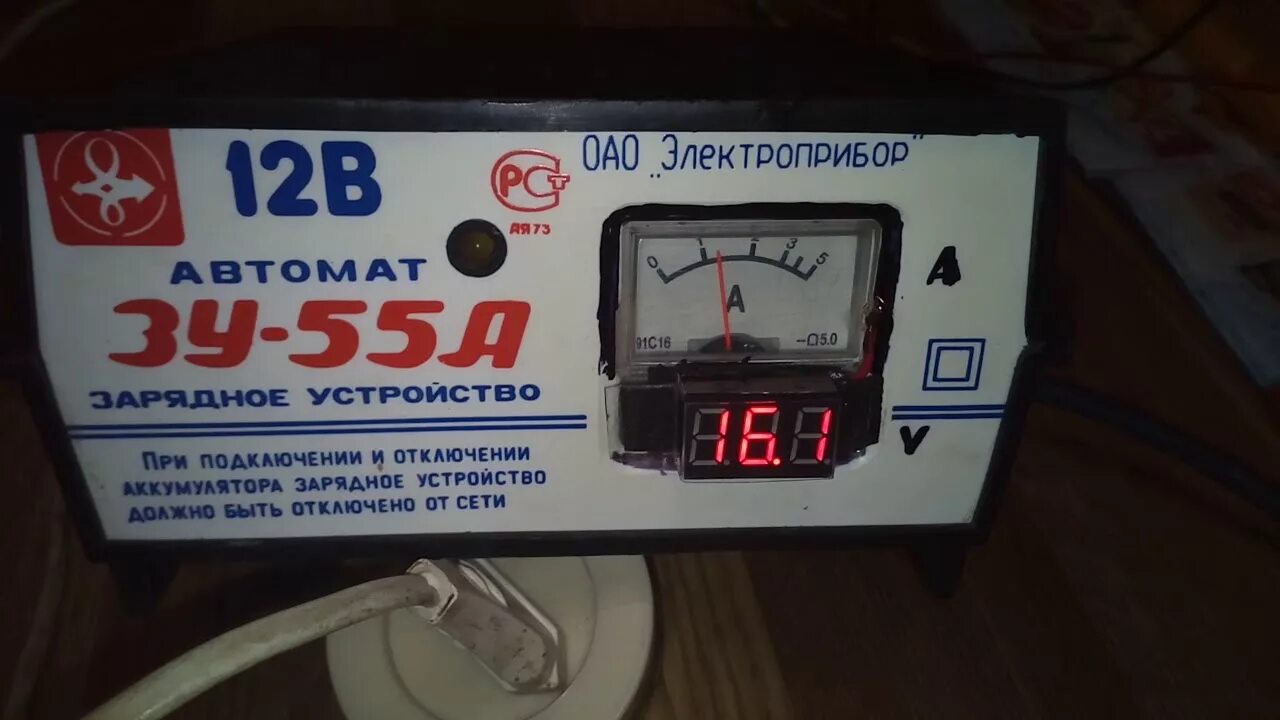 12В
РСт
АЯ73
ОАО „Электроприбор"
АВТОМАТ
ЗУ-55А
ЗАРЯДНОЕ УСТРОЙСТВО
ПРИ ПОДКЛЮЧЕНИИ И ОТКЛЮЧЕНИИ
АККУМУЛЯТОРА ЗАРЯДНОЕ УСТРОЙСТВО
ДОЛЖНО БЫТЬ ОТКЛЮЧЕНО ОТ СЕТИ
0 1 2 3 5
A
91C16
5.0
A
16.1
V